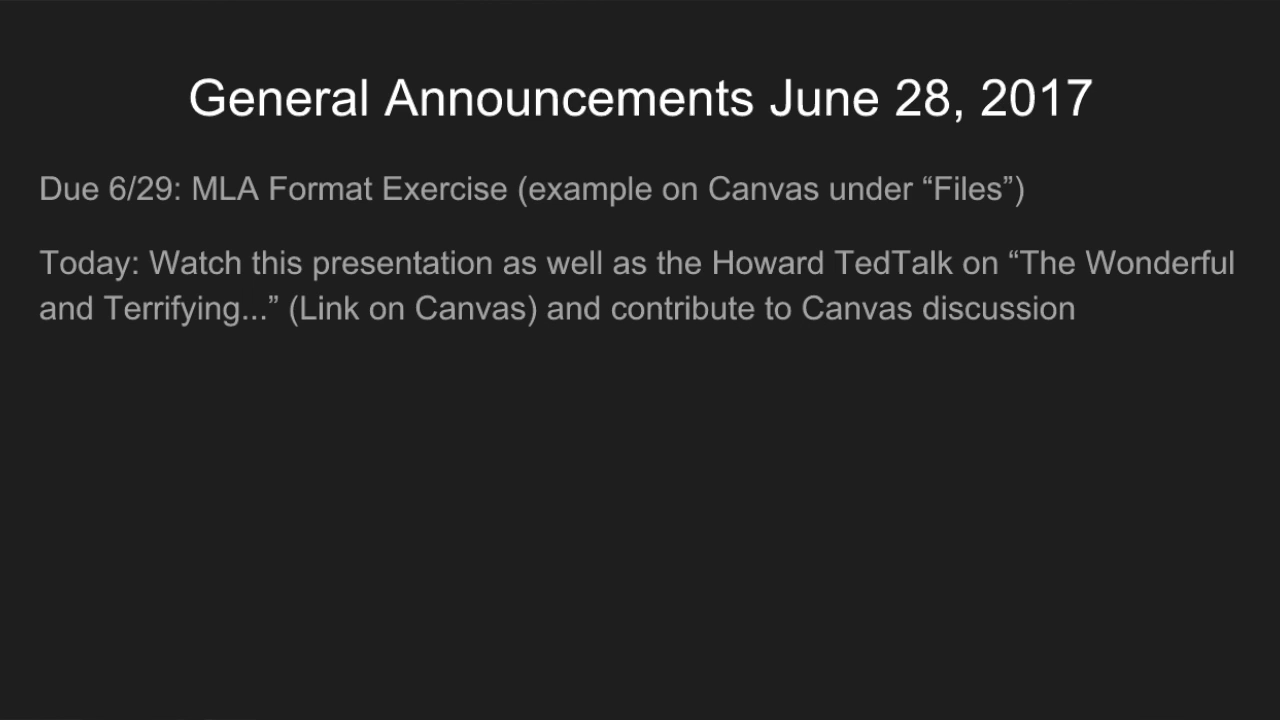 General Announcements June 28, 2017
Due 6/29: MLA Format Exercise (example on Canvas under “Files”)
Today: Watch this presentation as well as the Howard TedTalk on “The Wonderful
and Terrifying...” (Link on Canvas) and contribute to Canvas discussion